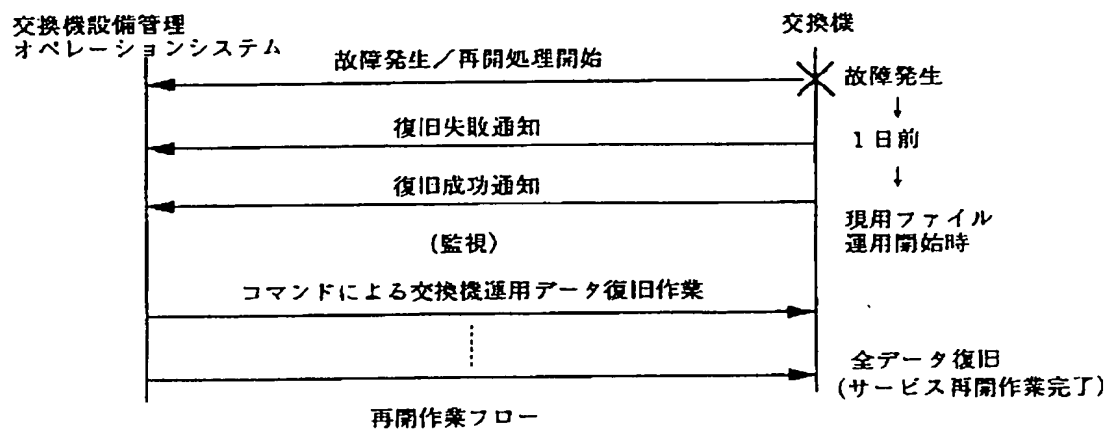 交換機設備管理
オペレーションシステム
交換機
故障発生/再開処理開始
故障発生
↓
復旧失敗通知
1日前
↓
復旧成功通知
現用ファイル
運用開始時
(監視)
コマンドによる交換機運用データ復旧作業
全データ復旧
(サービス再開作業完了)
再開作業フロー